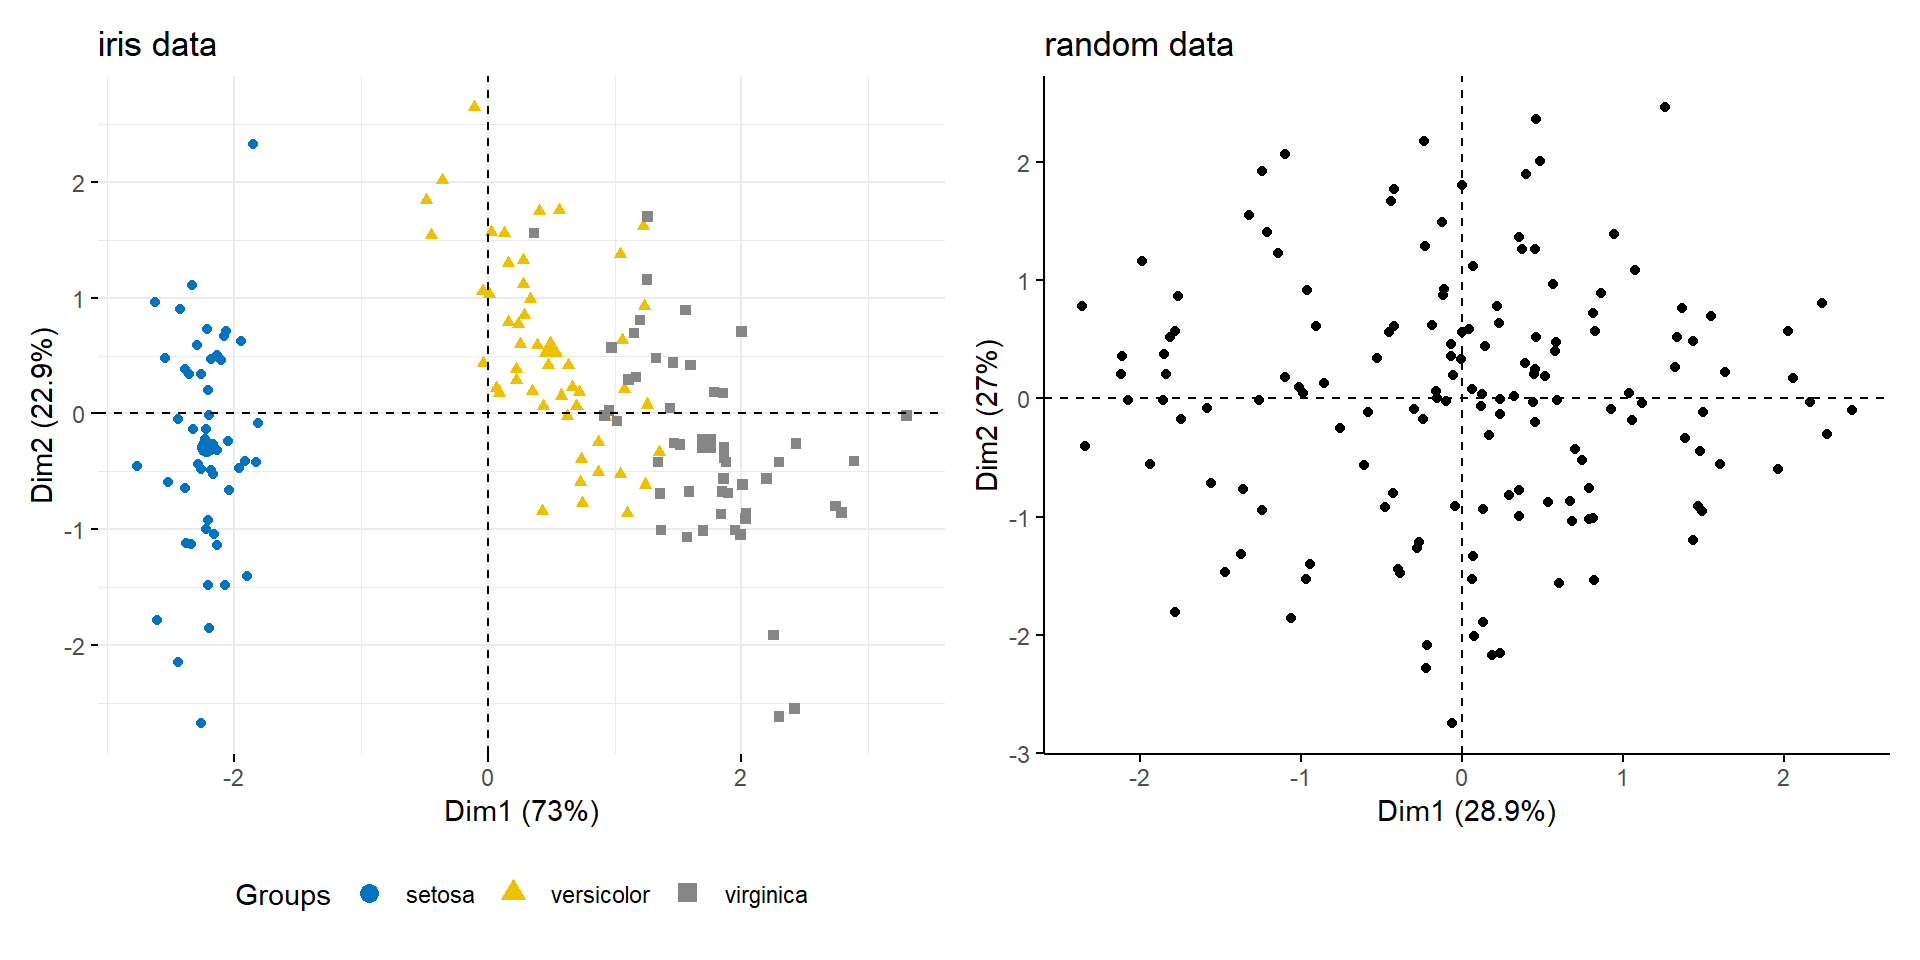 iris data
Dim2 (22.9%)
2
1
0
-1
-2
-2 0 2
Dim1 (73%)
Groups setosa versicolor virginica
random data
Dim2 (27%)
2
1
0
-1
-2
-3
-2 -1 0 1 2
Dim1 (28.9%)